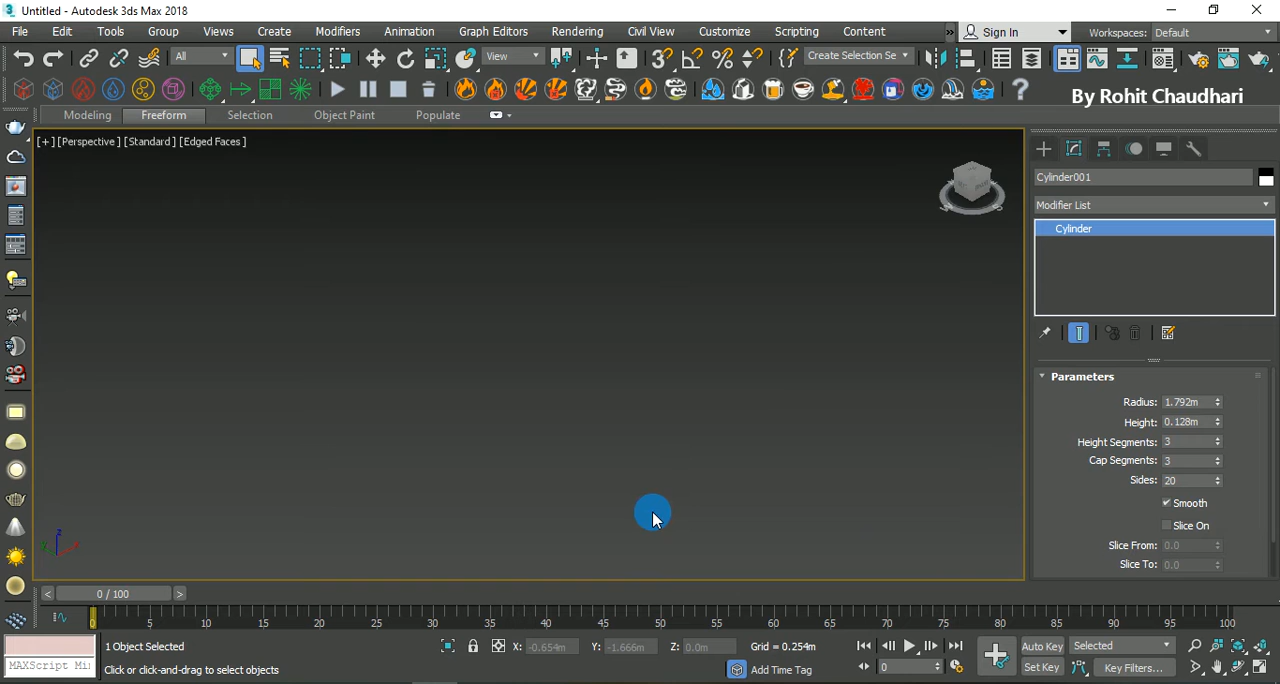 Untitled - Autodesk 3ds Max 2018
File Edit Tools Group Views Create Modifiers Animation Graph Editors Rendering Civil View Customize Scripting Content » Sign In Workspaces: Default
All View Create Selection Se
By Rohit Chaudhari
Modeling Freeform Selection Object Paint Populate
[+] [Perspective] [Standard] [Edged Faces]
Cylinder001
Modifier List
Cylinder
Parameters
Radius: 1.792m
Height: 0.128m
Height Segments: 3
Cap Segments: 3
Sides: 20
Smooth
Slice On
Slice From: 0.0
Slice To: 0.0
z
< 0 / 100 >
0 5 10 15 20 25 30 35 40 45 50 55 60 65 70 75 80 85 90 95 100
1 Object Selected X: -0.654m Y: -1.666m Z: 0.0m Grid = 0.254m Auto Key Selected
MAXScript Mi: Click or click-and-drag to select objects Add Time Tag 0 Set Key Key Filters...